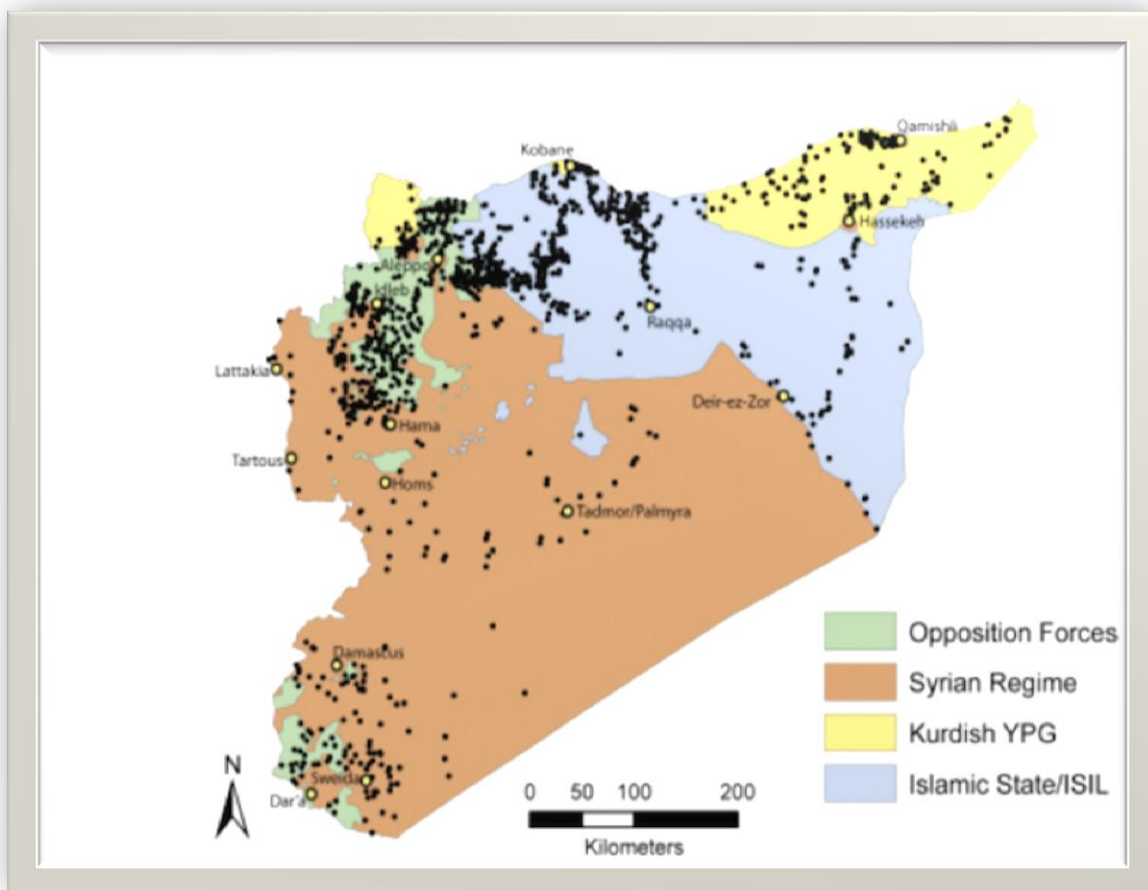 Qamishli
Kobane
Hassekeh
Aleppo
Idleb
Raqqa
Lattakia
Deir-ez-Zor
Hama
Tartous
Homs
Tadmor/Palmyra
Opposition Forces
Damascus
Syrian Regime
Kurdish YPG
N
Sweida
Islamic State/ISIL
Dar'a
0 50 100 200
Kilometers